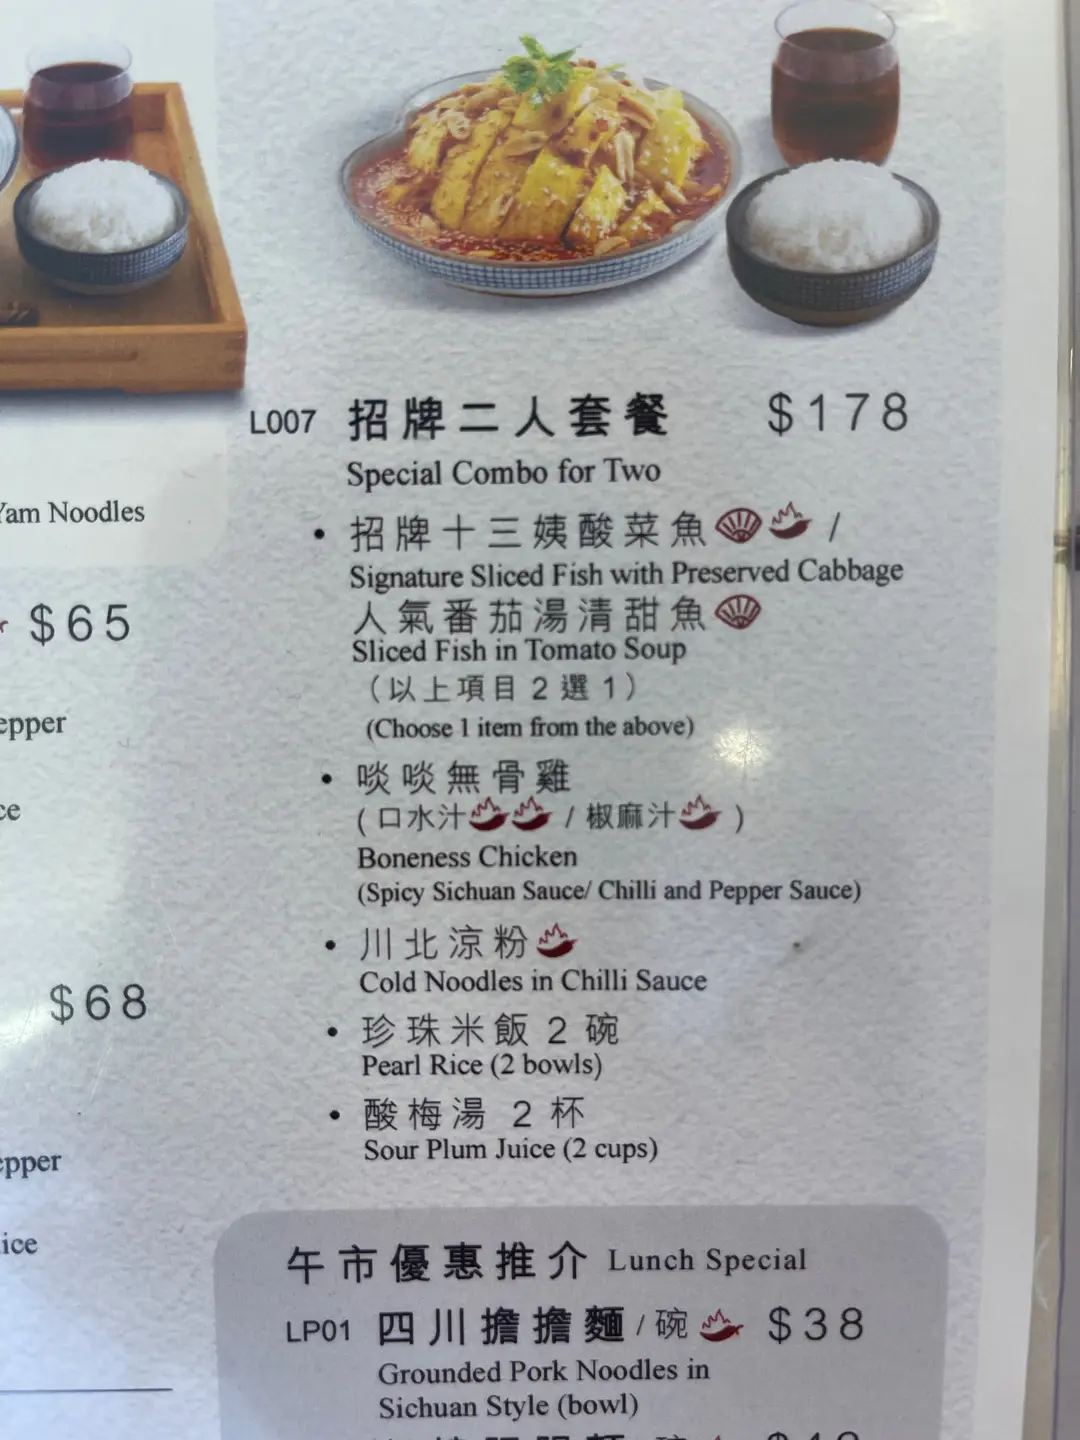 Yam Noodles
$65
epper
ce
$68
epper
ice
L007 招牌二人套餐 $178
Special Combo for Two
• 招牌十三姨酸菜魚 /
Signature Sliced Fish with Preserved Cabbage
人氣番茄湯清甜魚
Sliced Fish in Tomato Soup
（以上項目2選1）
(Choose 1 item from the above)
• 啖啖無骨雞
(口水汁 / 椒麻汁 )
Boneness Chicken
(Spicy Sichuan Sauce/ Chilli and Pepper Sauce)
• 川北涼粉
Cold Noodles in Chilli Sauce
• 珍珠米飯 2 碗
Pearl Rice (2 bowls)
• 酸梅湯 2 杯
Sour Plum Juice (2 cups)
午市優惠推介 Lunch Special
LP01 四川擔擔麵/碗 $38
Grounded Pork Noodles in
Sichuan Style (bowl)